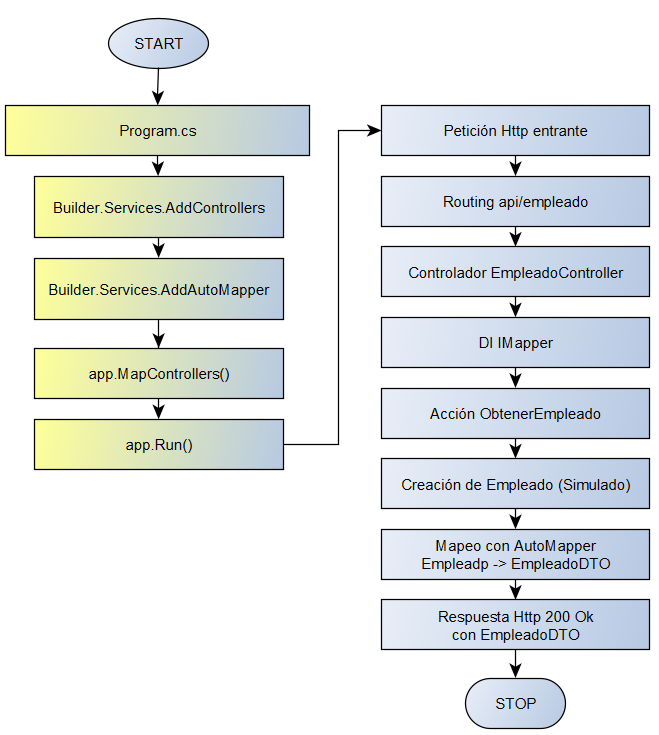 START
Program.cs
Builder.Services.AddControllers
Builder.Services.AddAutoMapper
app.MapControllers()
app.Run()
Petición Http entrante
Routing api/empleado
Controlador EmpleadoController
DI IMapper
Acción ObtenerEmpleado
Creación de Empleado (Simulado)
Mapeo con AutoMapper
Empleadp -> EmpleadoDTO
Respuesta Http 200 Ok
con EmpleadoDTO
STOP